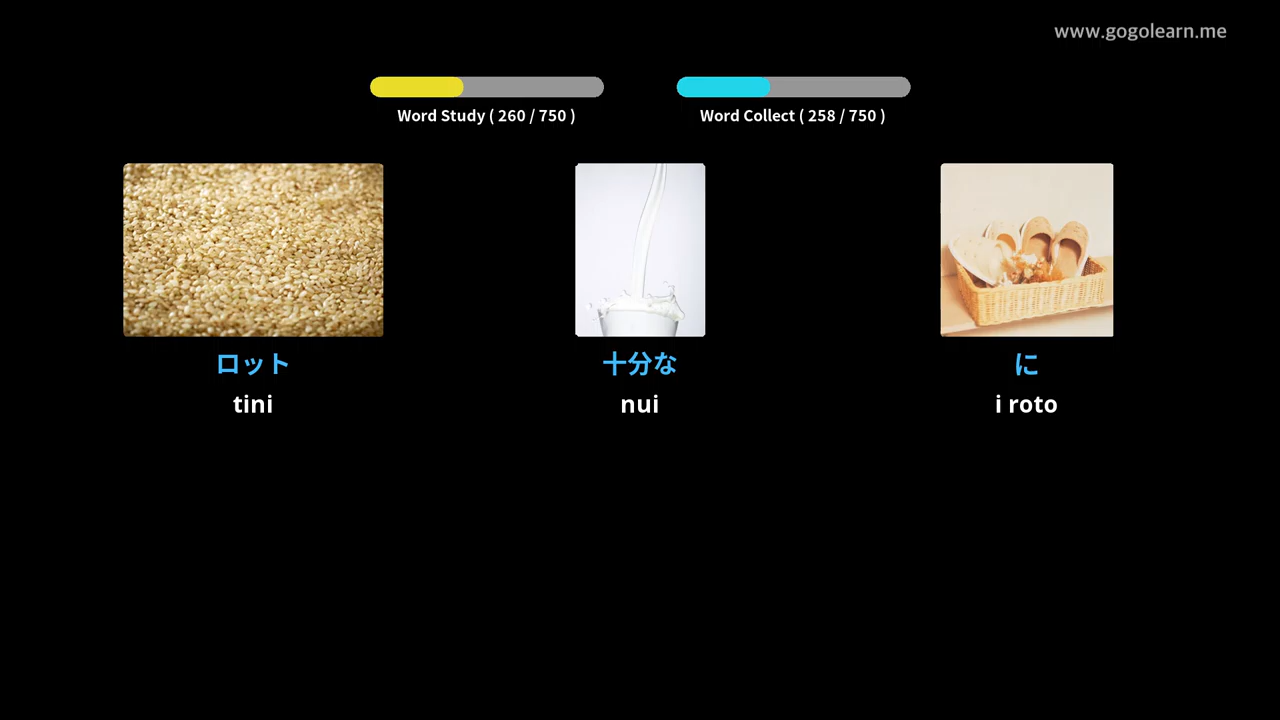 www.gogolearn.me
Word Study ( 260 / 750 )
Word Collect ( 258 / 750 )
ロット
十分な
に
tini
nui
i roto